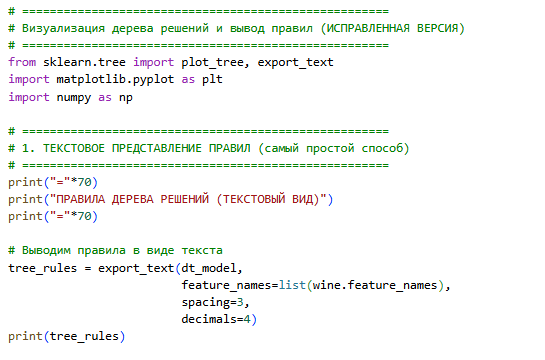 # =====================================================
# Визуализация дерева решений и вывод правил (ИСПРАВЛЕННАЯ ВЕРСИЯ)
# =====================================================
from sklearn.tree import plot_tree, export_text
import matplotlib.pyplot as plt
import numpy as np
# =====================================================
# 1. ТЕКСТОВОЕ ПРЕДСТАВЛЕНИЕ ПРАВИЛ (самый простой способ)
# =====================================================
print("="*70)
print("ПРАВИЛА ДЕРЕВА РЕШЕНИЙ (ТЕКСТОВЫЙ ВИД)")
print("="*70)
# Выводим правила в виде текста
tree_rules = export_text(dt_model,
feature_names=list(wine.feature_names),
spacing=3,
decimals=4)
print(tree_rules)